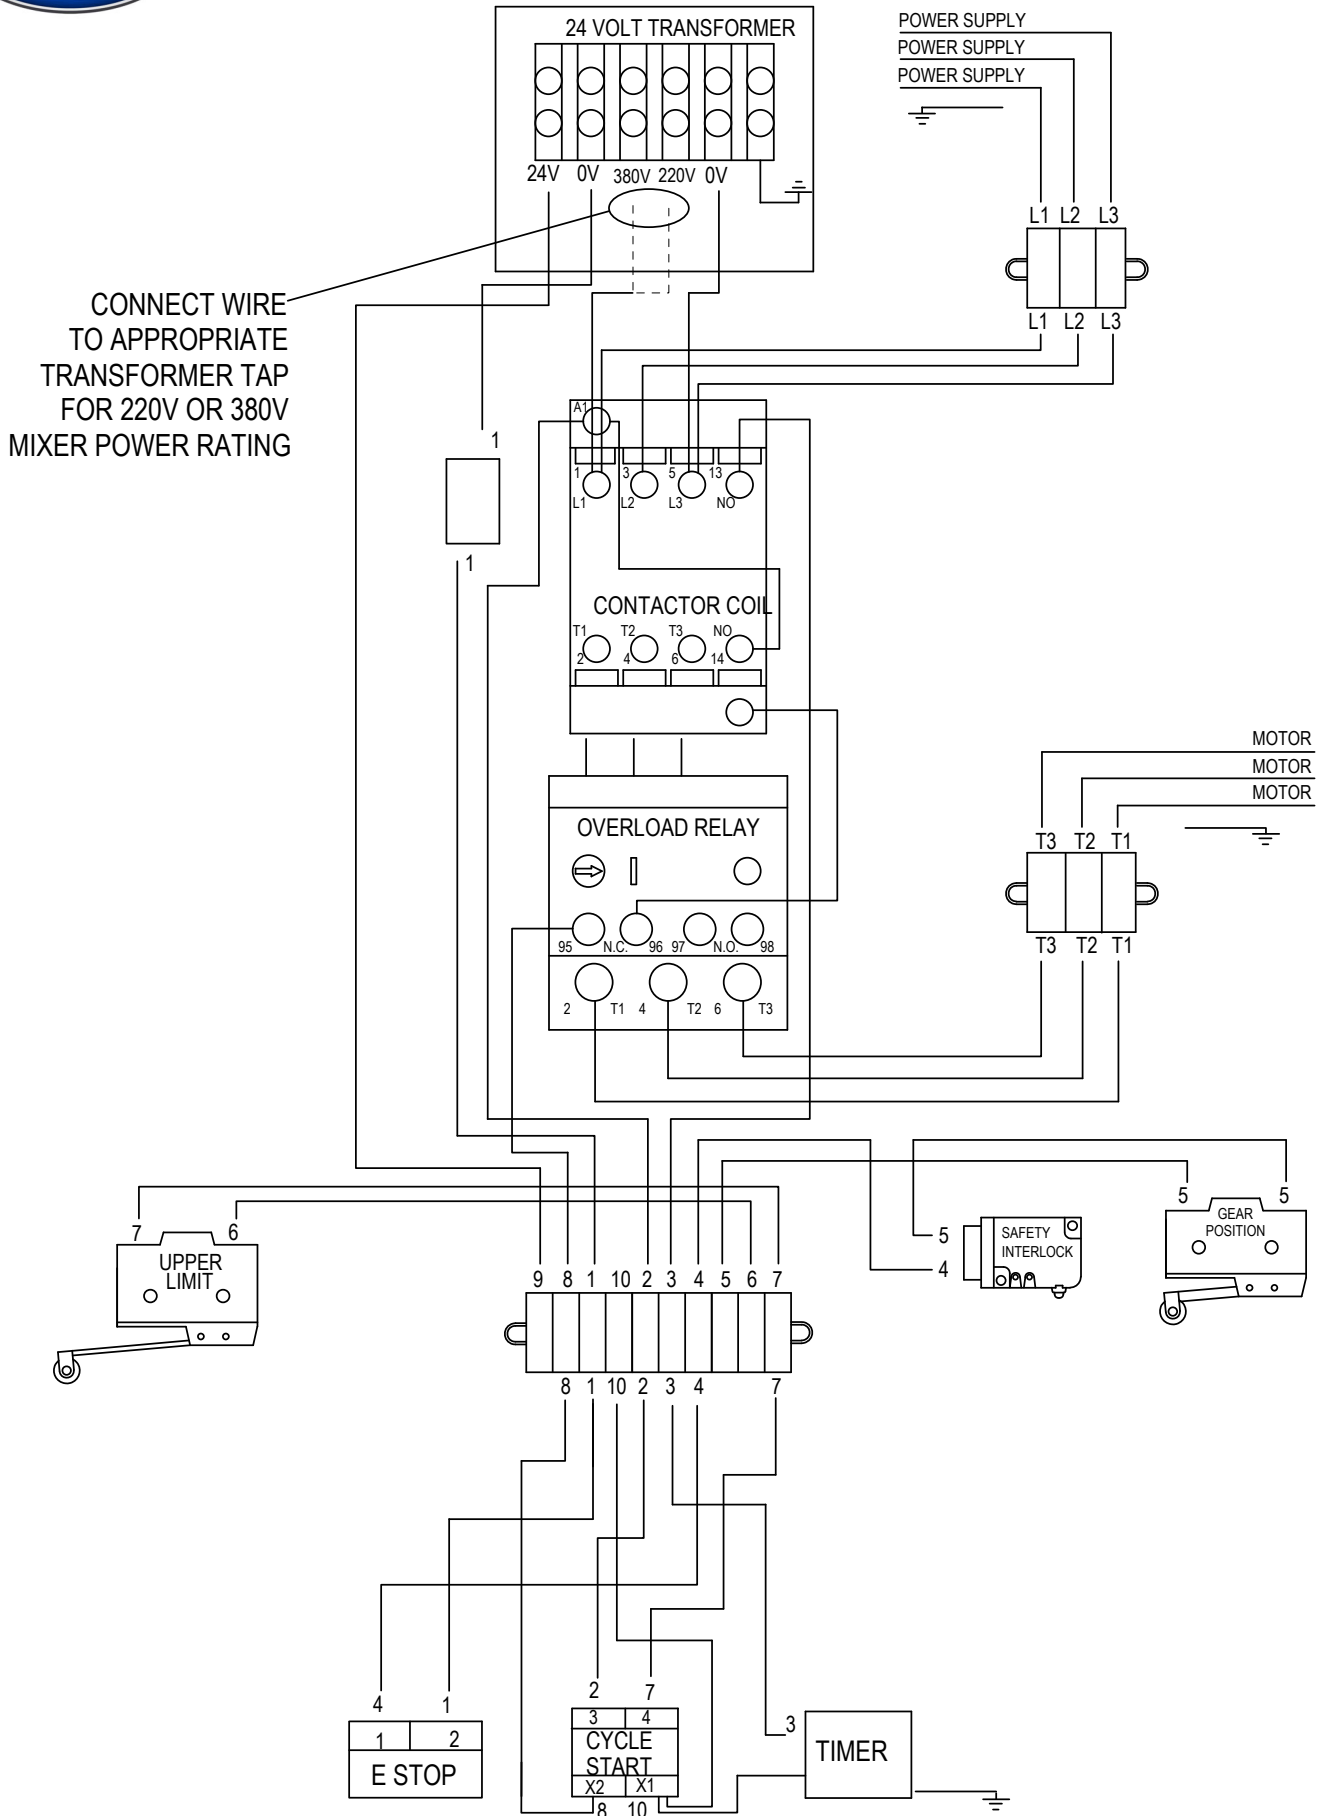 24 VOLT TRANSFORMER
POWER SUPPLY
POWER SUPPLY
POWER SUPPLY
24V 0V 380V 220V 0V
L1 L2 L3
L1 L2 L3
CONNECT WIRE
TO APPROPRIATE
TRANSFORMER TAP
FOR 220V OR 380V
MIXER POWER RATING
1
1
A1
1 3 5 13
L1 L2 L3 NO
CONTACTOR COIL
T1 T2 T3 NO
2 4 6 14
MOTOR
MOTOR
MOTOR
T3 T2 T1
T3 T2 T1
OVERLOAD RELAY
95 N.C. 96 97 N.O. 98
2 T1 4 T2 6 T3
7 6
UPPER
LIMIT
5
4
SAFETY
INTERLOCK
5 5
GEAR
POSITION
9 8 1 10 2 3 4 5 6 7
8 1 10 2 3 4 7
4 1
1 2
E STOP
2 7
3 4
CYCLE
START
X2 X1
8 10
3
TIMER